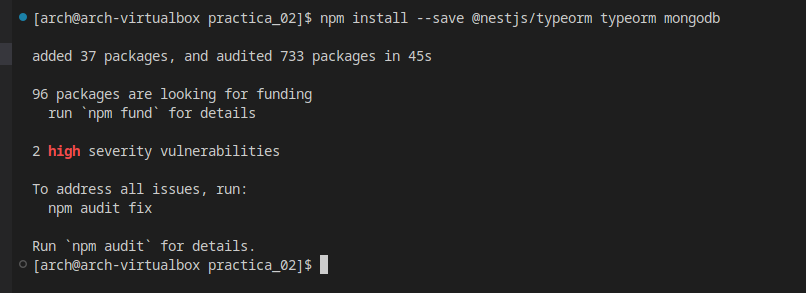 [arch@arch-virtualbox practica_02]$ npm install --save @nestjs/typeorm typeorm mongodb
added 37 packages, and audited 733 packages in 45s
96 packages are looking for funding
  run `npm fund` for details
2 high severity vulnerabilities
To address all issues, run:
  npm audit fix
Run `npm audit` for details.
[arch@arch-virtualbox practica_02]$